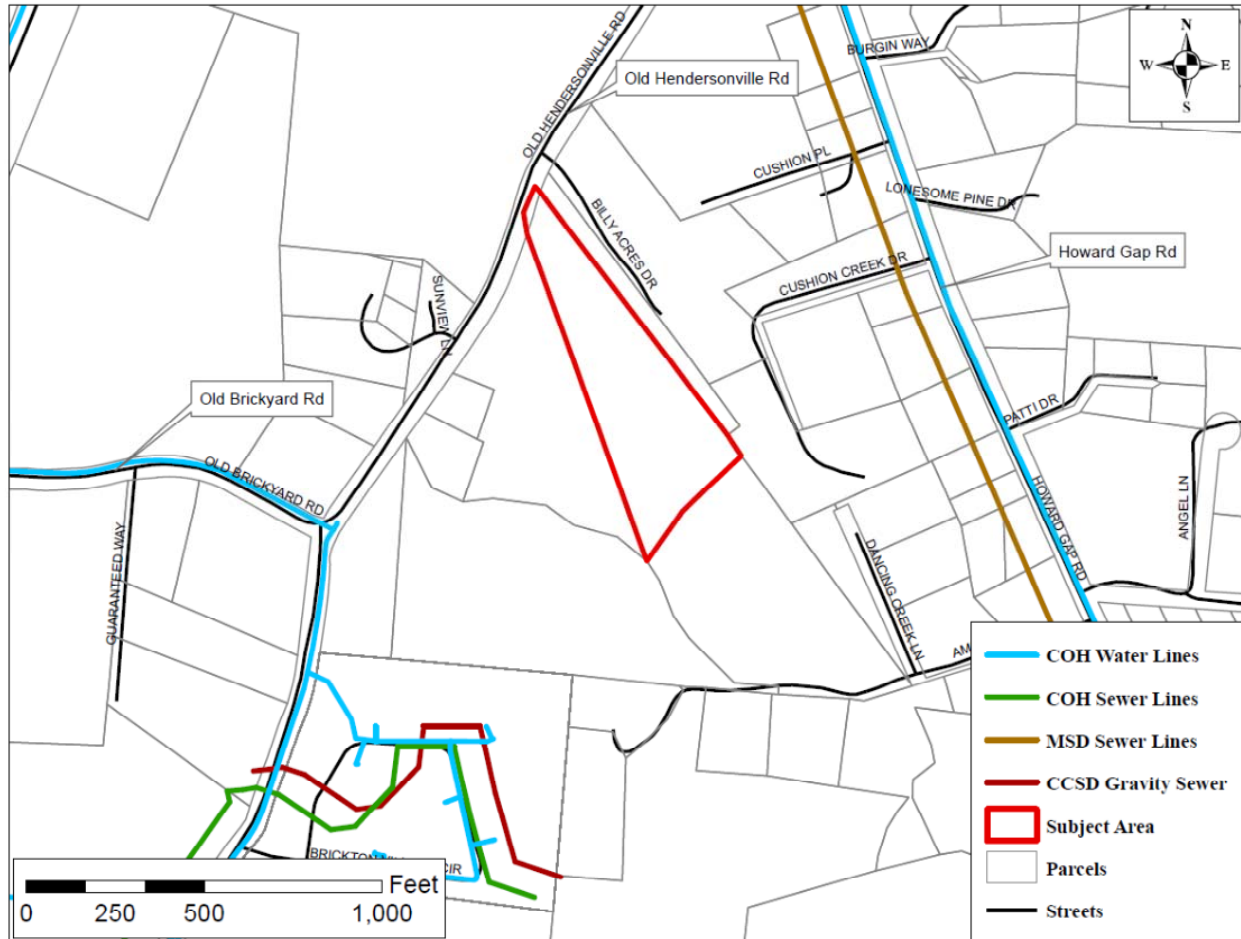 BURGIN WAY
N
W E
S
OLD HENDERSONVILLE RD
Old Hendersonville Rd
CUSHION PL
LONESOME PINE DR
BILLY ACRES DR
Howard Gap Rd
CUSHION CREEK DR
SUNVIEW LN
Old Brickyard Rd
PATTI DR
OLD BRICKYARD RD
HOWARD GAP RD
ANGEL LN
GUARANTEED WAY
DANCING CREEK LN
AM
COH Water Lines
COH Sewer Lines
MSD Sewer Lines
CCSD Gravity Sewer
Subject Area
Parcels
Streets
BRICKTON CIR
Feet
0 250 500 1,000